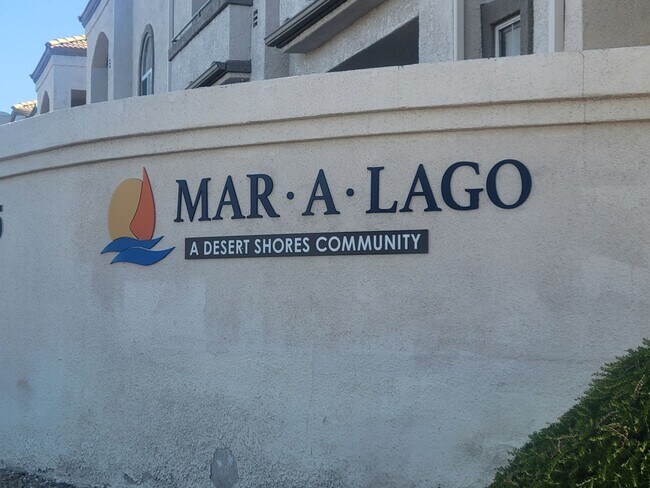 MAR·A·LAGO
A DESERT SHORES COMMUNITY